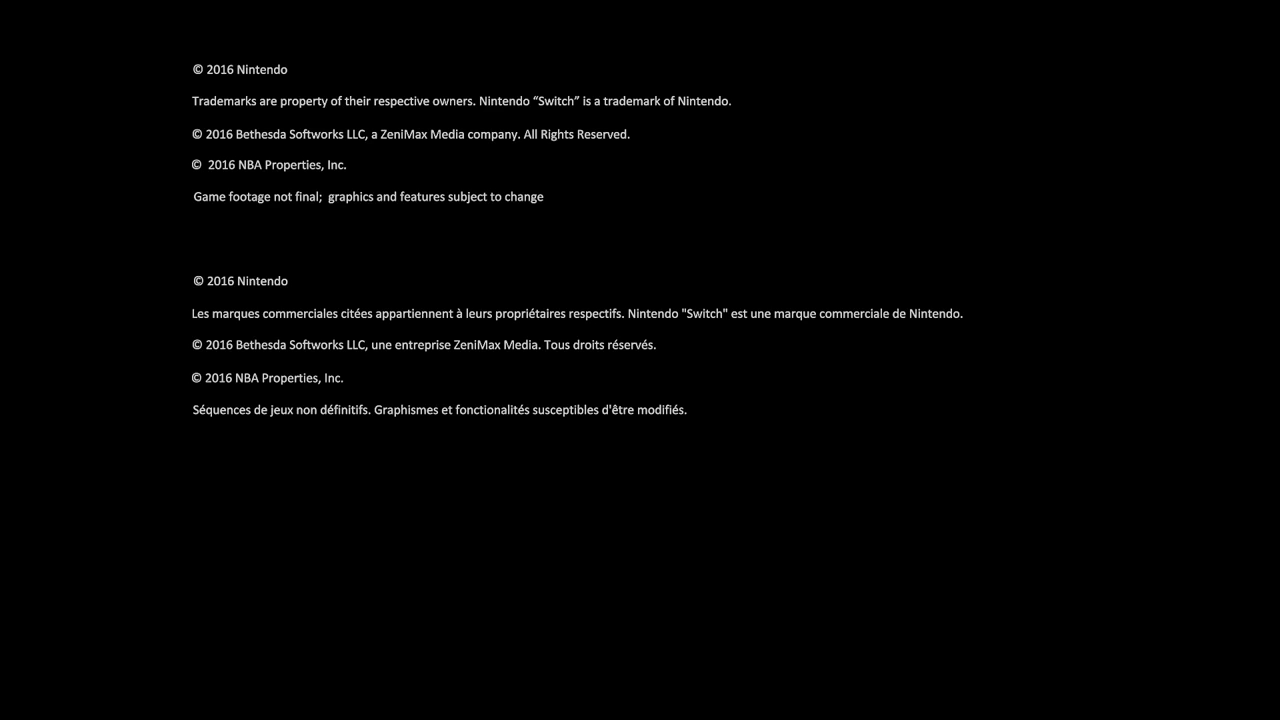 © 2016 Nintendo
Trademarks are property of their respective owners. Nintendo “Switch” is a trademark of Nintendo.
© 2016 Bethesda Softworks LLC, a ZeniMax Media company. All Rights Reserved.
©  2016 NBA Properties, Inc.
Game footage not final;  graphics and features subject to change
© 2016 Nintendo
Les marques commerciales citées appartiennent à leurs propriétaires respectifs. Nintendo "Switch" est une marque commerciale de Nintendo.
© 2016 Bethesda Softworks LLC, une entreprise ZeniMax Media. Tous droits réservés.
© 2016 NBA Properties, Inc.
Séquences de jeux non définitifs. Graphismes et fonctionalités susceptibles d'être modifiés.